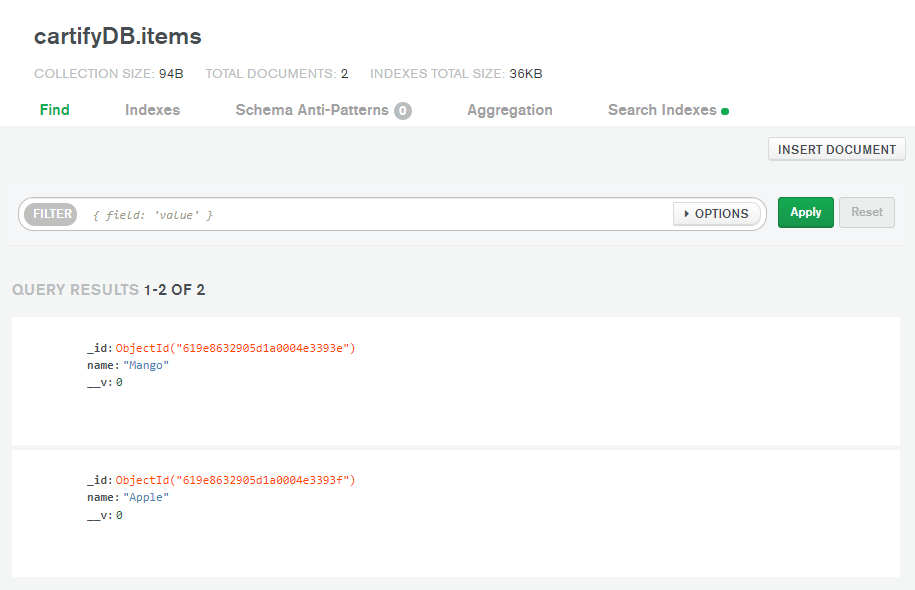 cartifyDB.items
COLLECTION SIZE: 94B TOTAL DOCUMENTS: 2 INDEXES TOTAL SIZE: 36KB
Find Indexes Schema Anti-Patterns 0 Aggregation Search Indexes
INSERT DOCUMENT
FILTER { field: 'value' } OPTIONS Apply Reset
QUERY RESULTS 1-2 OF 2
_id: ObjectId("619e8632905d1a0004e3393e")
name: "Mango"
__v: 0
_id: ObjectId("619e8632905d1a0004e3393f")
name: "Apple"
__v: 0